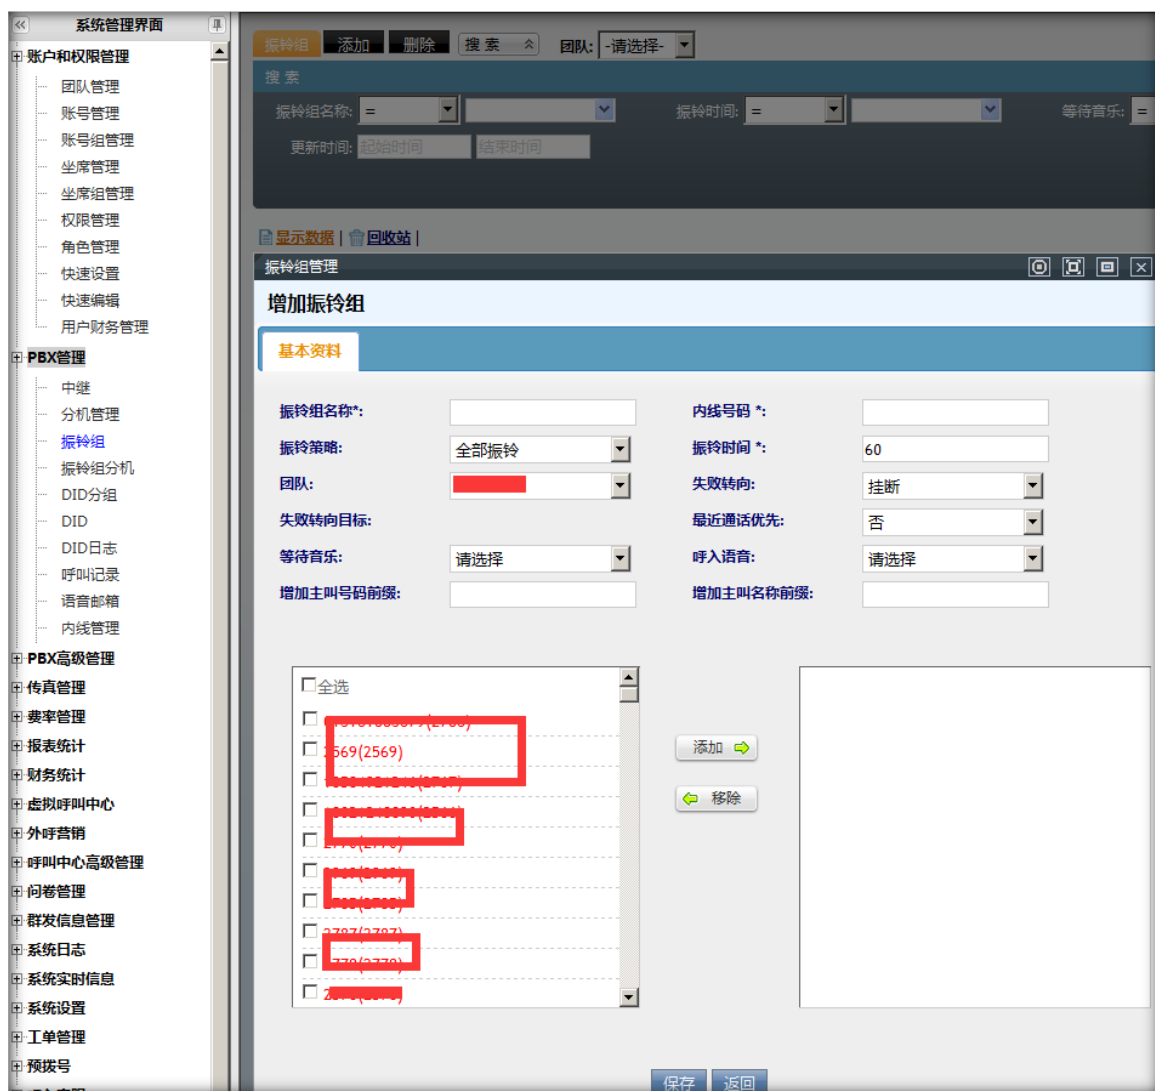 系统管理界面
账户和权限管理
团队管理
账号管理
账号组管理
坐席管理
坐席组管理
权限管理
角色管理
快速设置
快速编辑
用户财务管理
PBX管理
中继
分机管理
振铃组
振铃组分机
DID分组
DID
DID日志
呼叫记录
语音邮箱
内线管理
PBX高级管理
传真管理
费率管理
报表统计
财务统计
虚拟呼叫中心
外呼营销
呼叫中心高级管理
问卷管理
群发信息管理
系统日志
系统实时信息
系统设置
工单管理
预拨号
振铃组 添加 删除 搜索 团队: -请选择-
搜索
振铃组名称: = 振铃时间: = 等待音乐: =
更新时间: 起始时间 结束时间
显示数据 | 回收站 |
振铃组管理
增加振铃组
基本资料
振铃组名称*: 内线号码 *:
振铃策略: 全部振铃 振铃时间 *: 60
团队: 失败转向: 挂断
失败转向目标: 最近通话优先: 否
等待音乐: 请选择 呼入语音: 请选择
增加主叫号码前缀: 增加主叫名称前缀:
全选
2569(2569)
2787(2787)
添加
移除
保存 返回